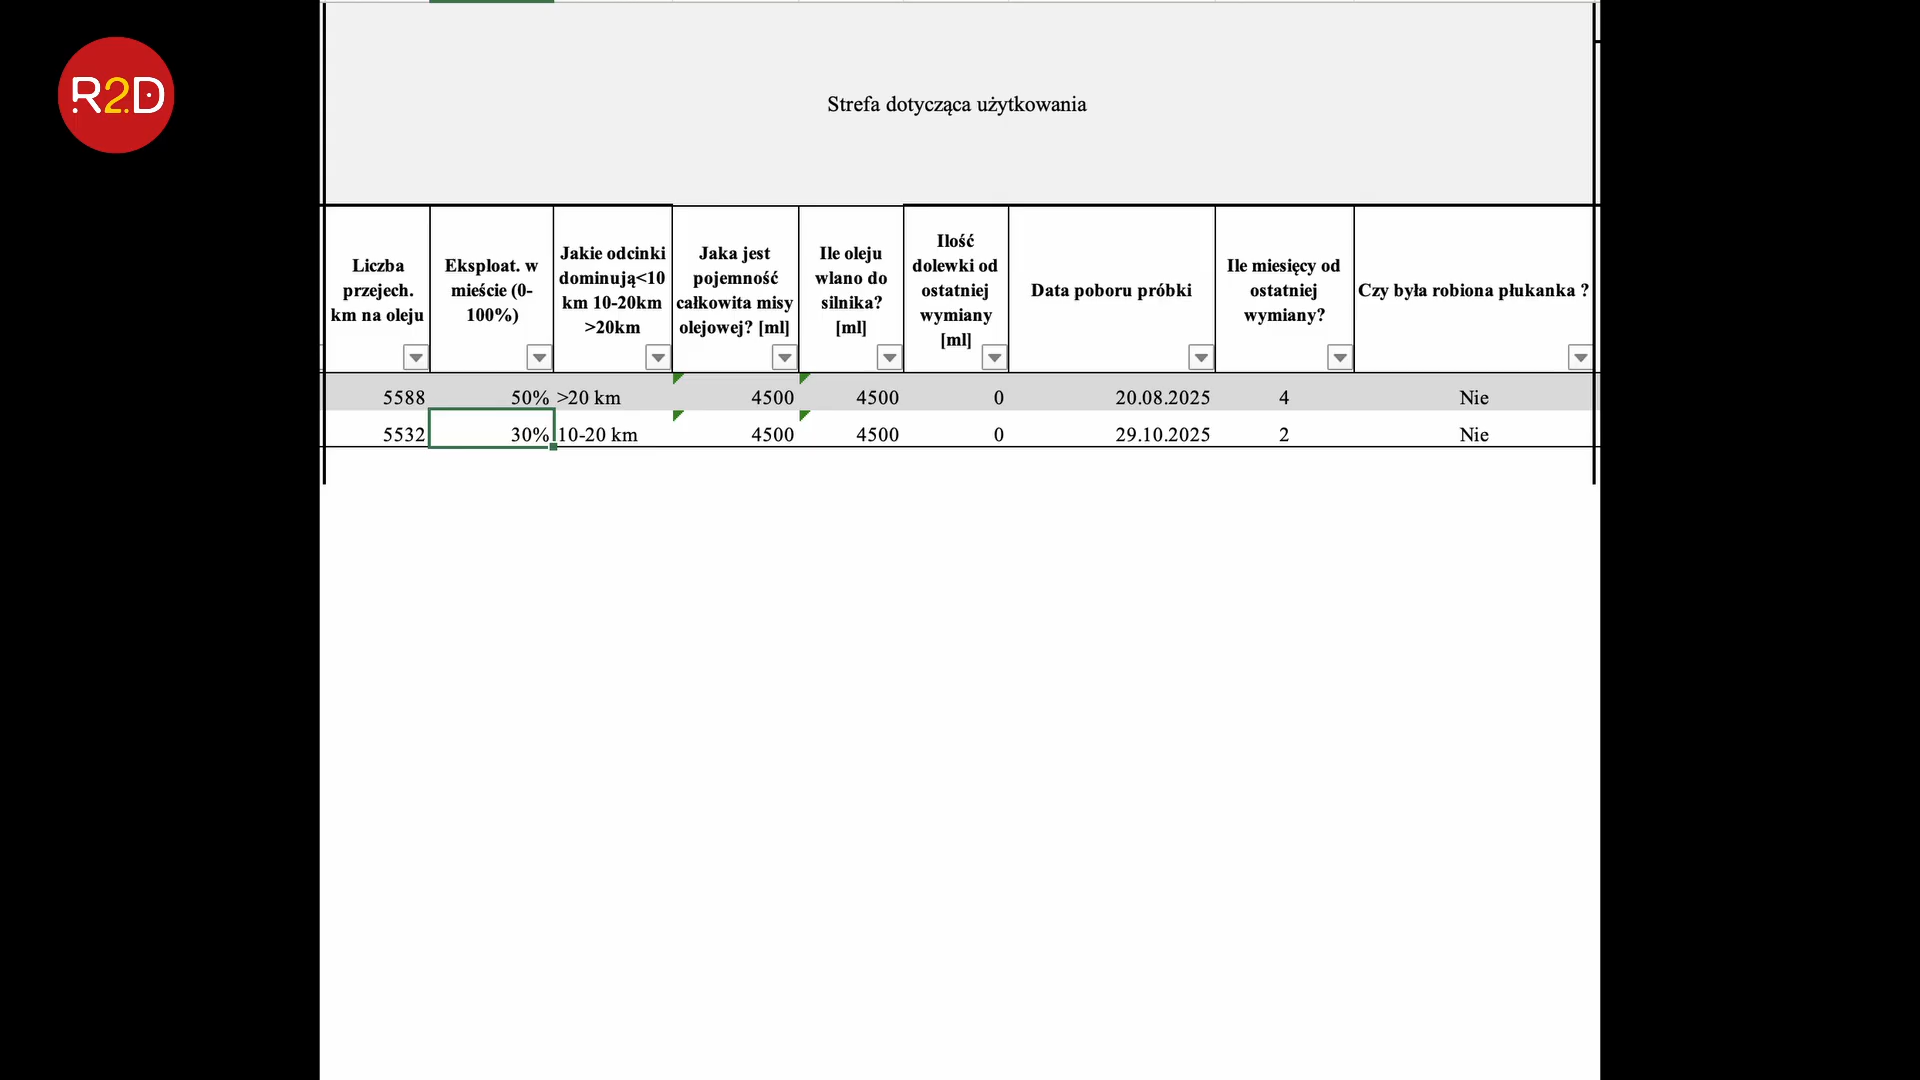 R2D
Strefa dotycząca użytkowania
Liczba
przejech.
km na oleju
Eksploat. w
mieście (0-
100%)
Jakie odcinki
dominują<10
km 10-20km
>20km
Jaka jest
pojemność
całkowita misy
olejowej? [ml]
Ile oleju
wlano do
silnika?
[ml]
Ilość
dolewki od
ostatniej
wymiany
[ml]
Data poboru próbki
Ile miesięcy od
ostatniej
wymiany?
Czy była robiona płukanka ?
5588 50% >20 km 4500 4500 0 20.08.2025 4 Nie
5532 30% 10-20 km 4500 4500 0 29.10.2025 2 Nie